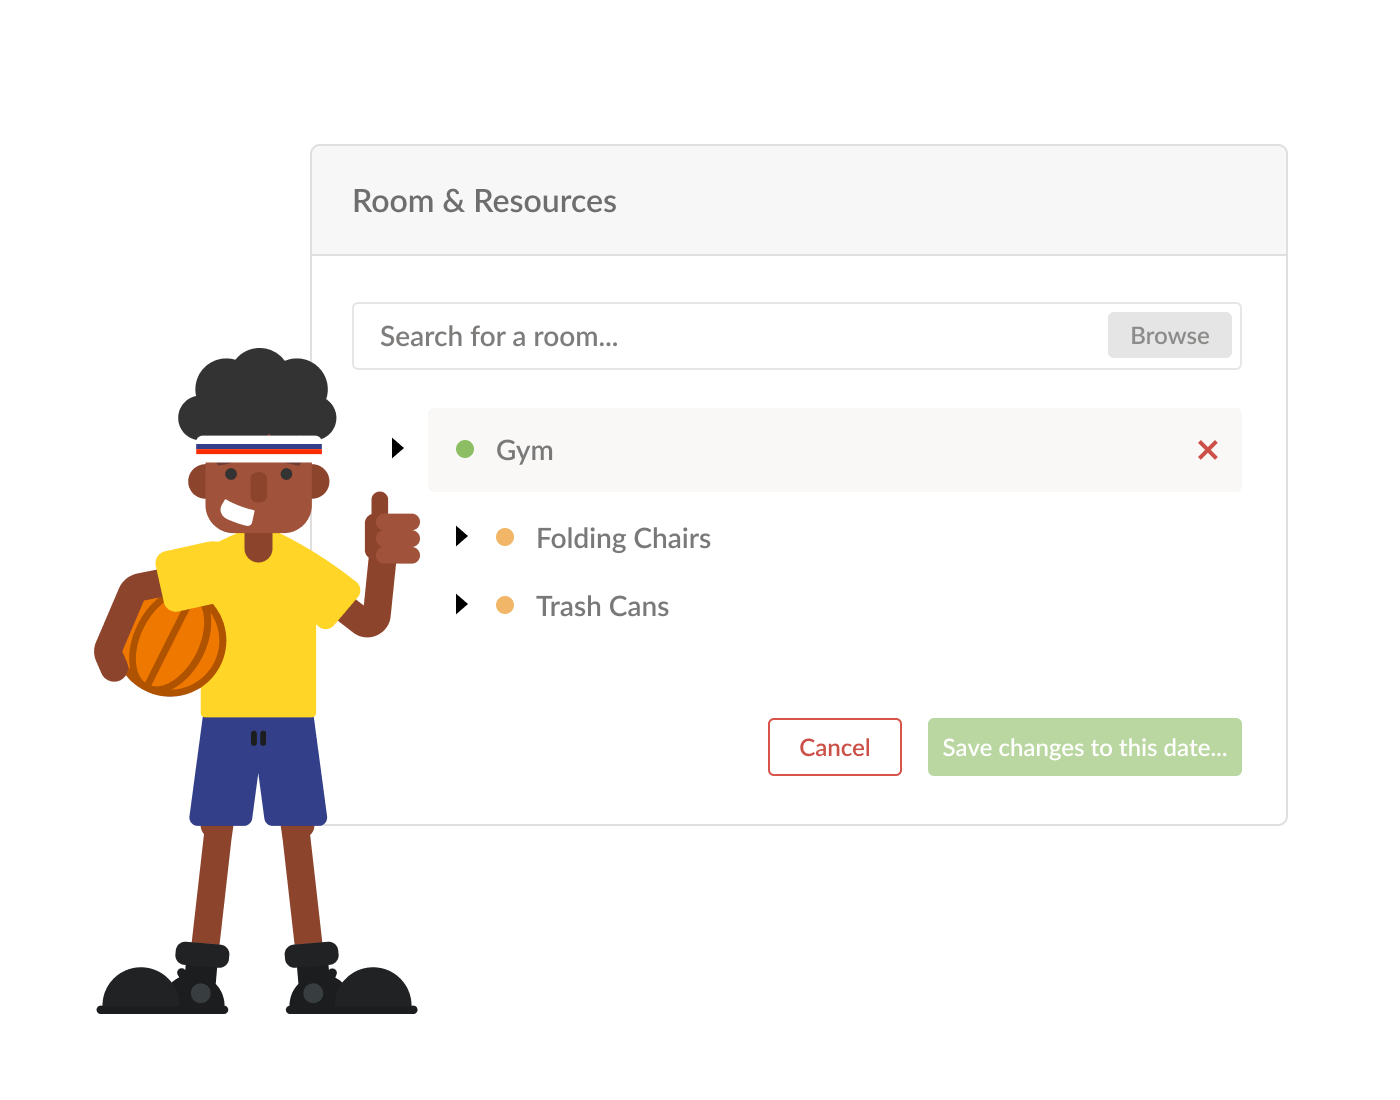 Room & Resources
Search for a room...
Browse
Gym
Folding Chairs
Trash Cans
Cancel
Save changes to this date...